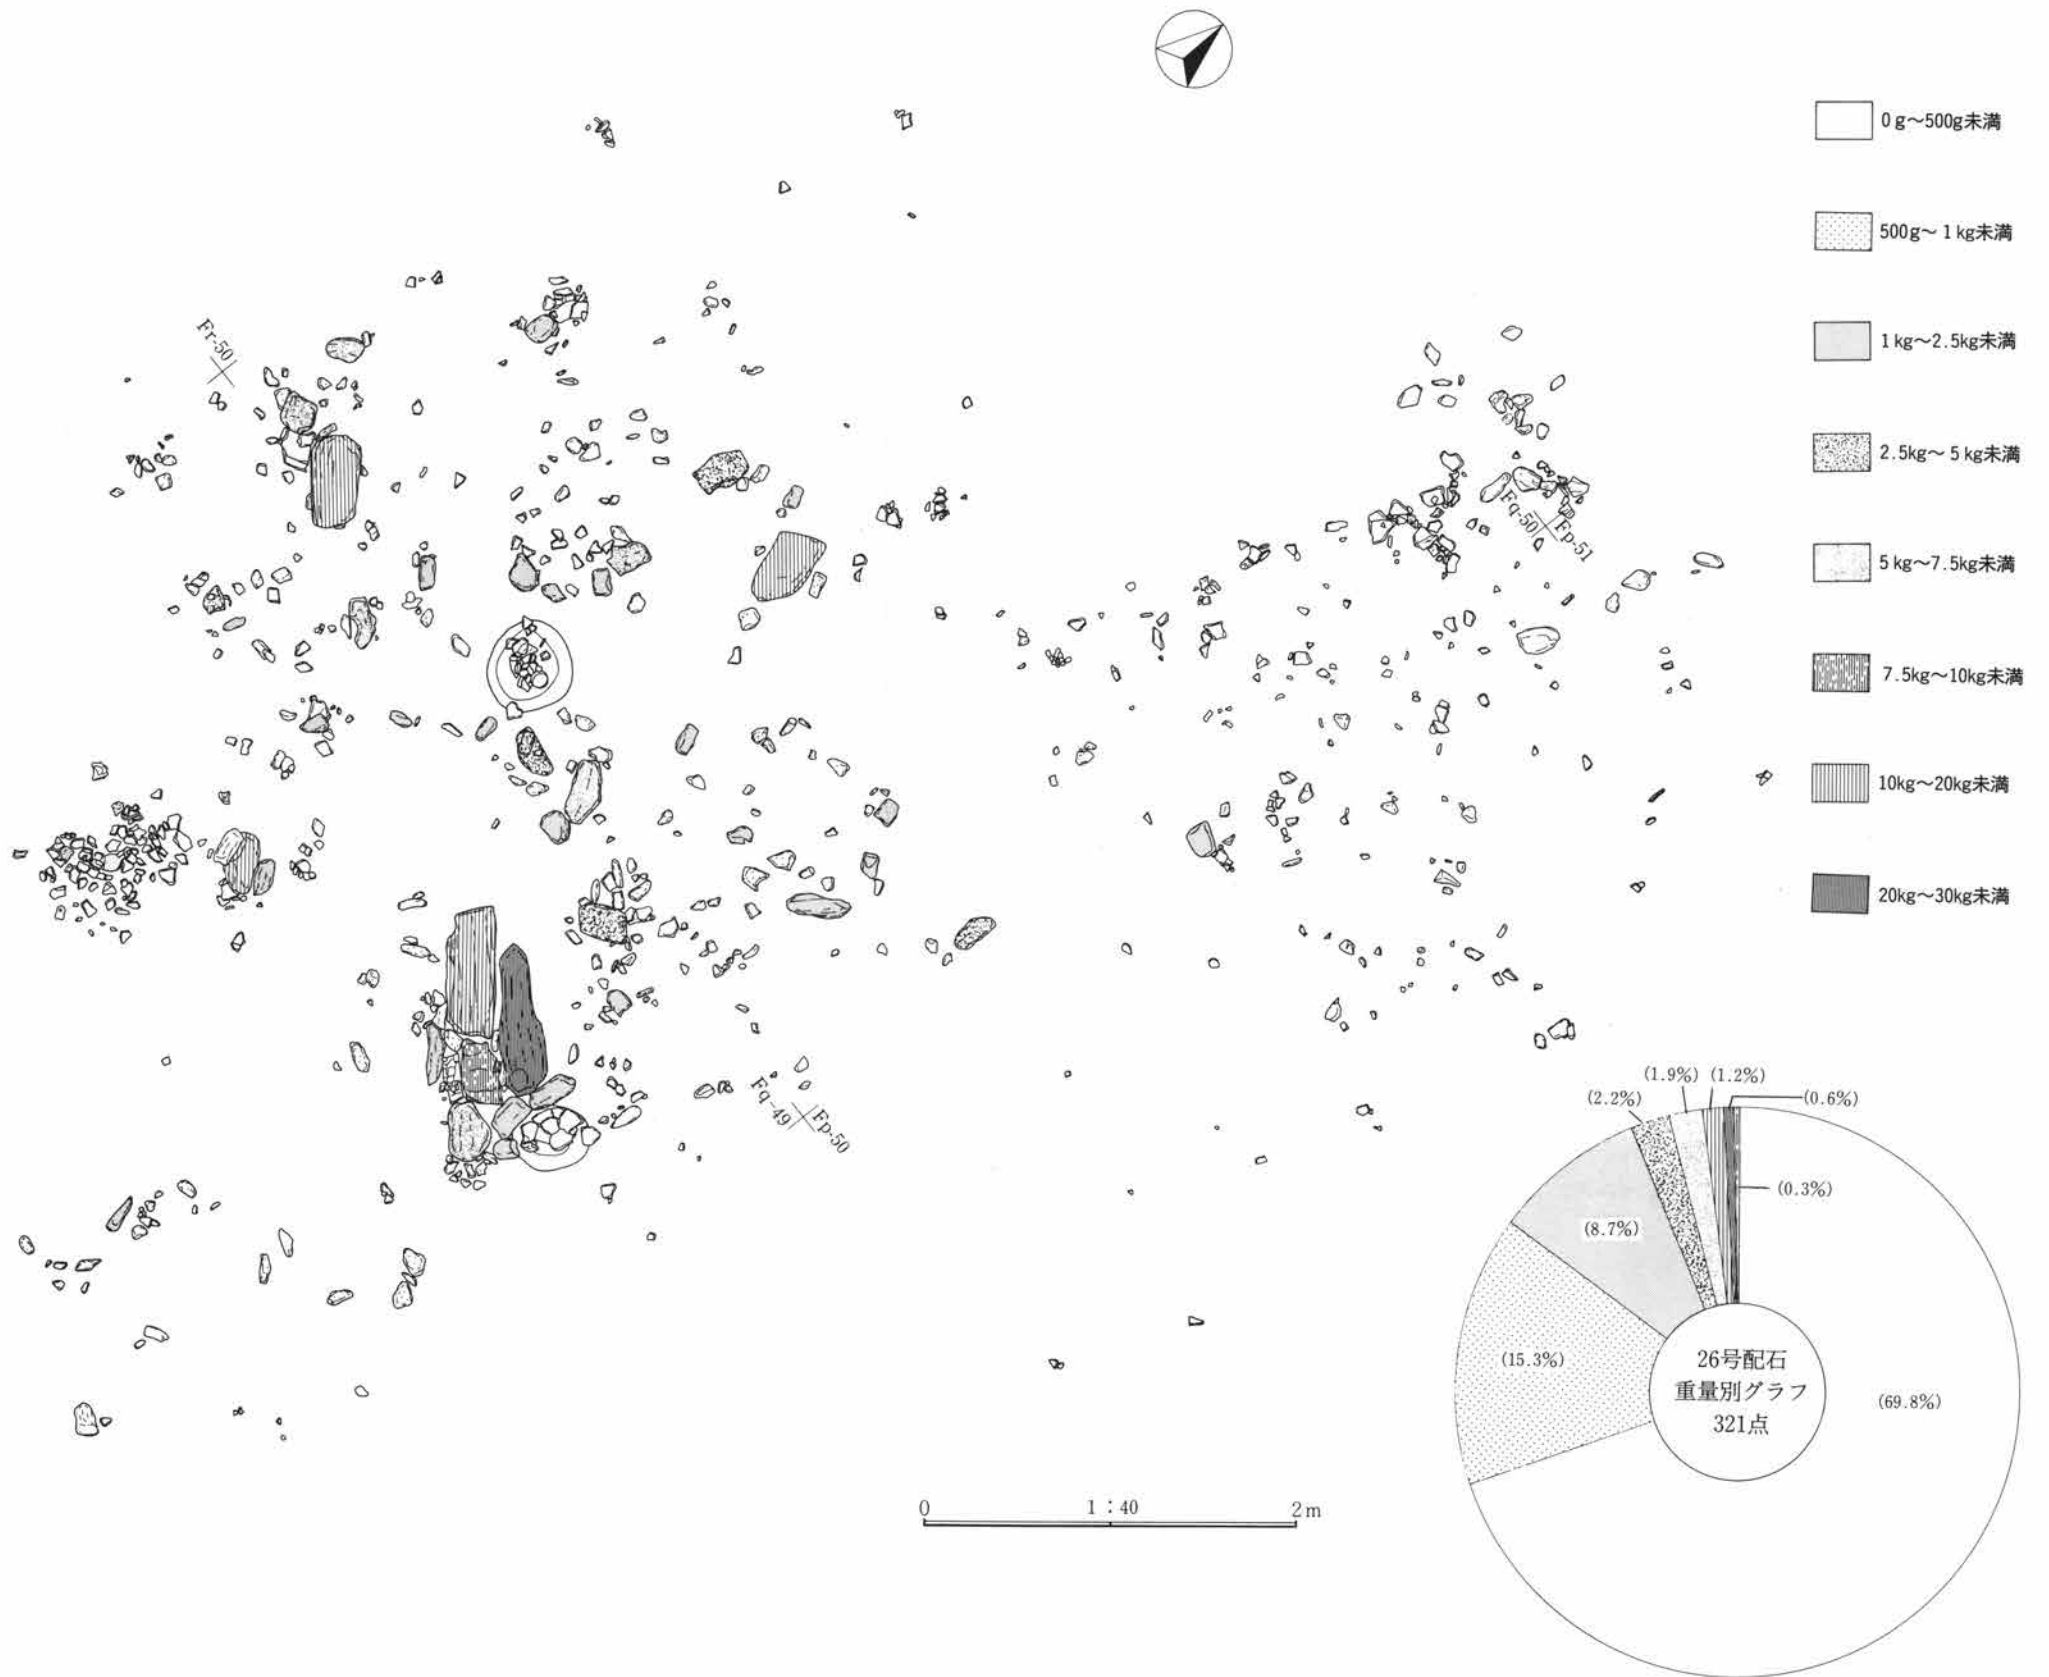 0g～500g未満
500g～1kg未満
1kg～2.5kg未満
2.5kg～5kg未満
5kg～7.5kg未満
7.5kg～10kg未満
10kg～20kg未満
20kg～30kg未満
Fr-50
Fq-50
Fp-51
Fq-49
Fp-50
0
1：40
2m
(2.2%)
(1.9%)
(1.2%)
(0.6%)
(0.3%)
(8.7%)
(15.3%)
(69.8%)
26号配石
重量別グラフ
321点